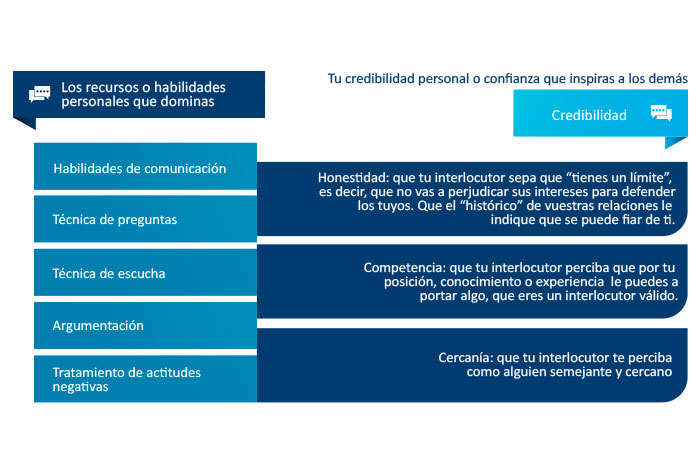 Los recursos o habilidades
personales que dominas
Habilidades de comunicación
Técnica de preguntas
Técnica de escucha
Argumentación
Tratamiento de actitudes
negativas
Tu credibilidad personal o confianza que inspiras a los demás
Credibilidad
Honestidad: que tu interlocutor sepa que “tienes un límite”,
es decir, que no vas a perjudicar sus intereses para defender
los tuyos. Que el “histórico” de vuestras relaciones le
indique que se puede fiar de ti.
Competencia: que tu interlocutor perciba que por tu
posición, conocimiento o experiencia le puedes a
portar algo, que eres un interlocutor válido.
Cercanía: que tu interlocutor te perciba
como alguien semejante y cercano